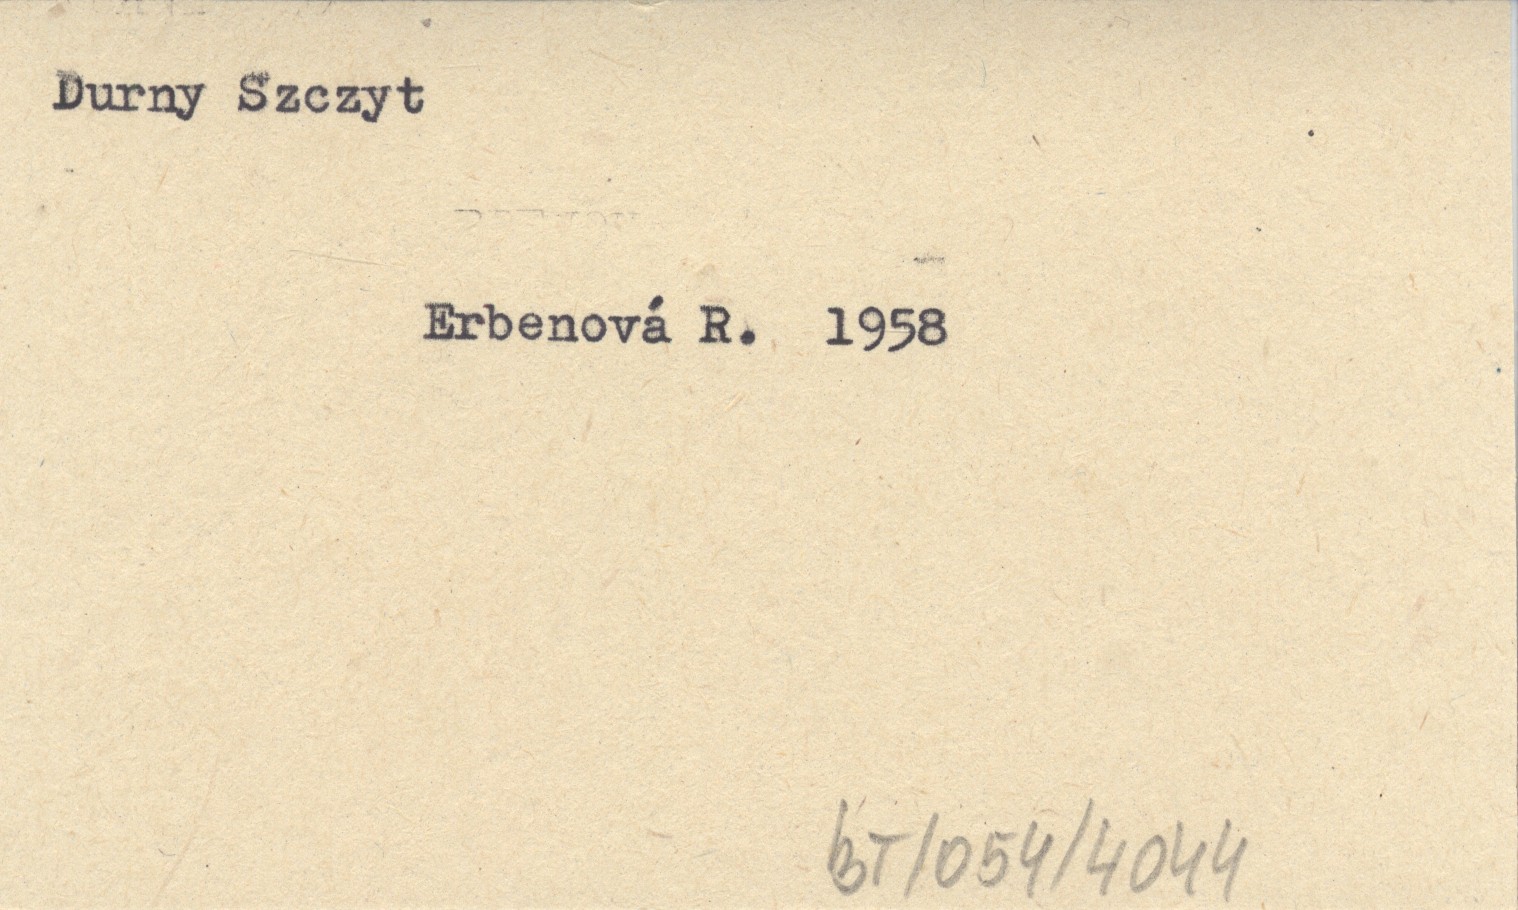 Durny Szczyt
Erbenová R. 1958
BT/054/4044